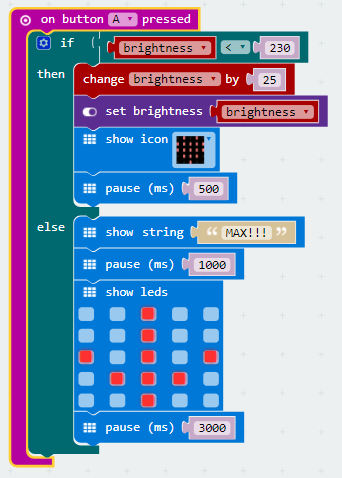 on button A pressed
if brightness < 230
then
change brightness by 25
set brightness brightness
show icon
pause (ms) 500
else
show string “ MAX!!! ”
pause (ms) 1000
show leds
pause (ms) 3000